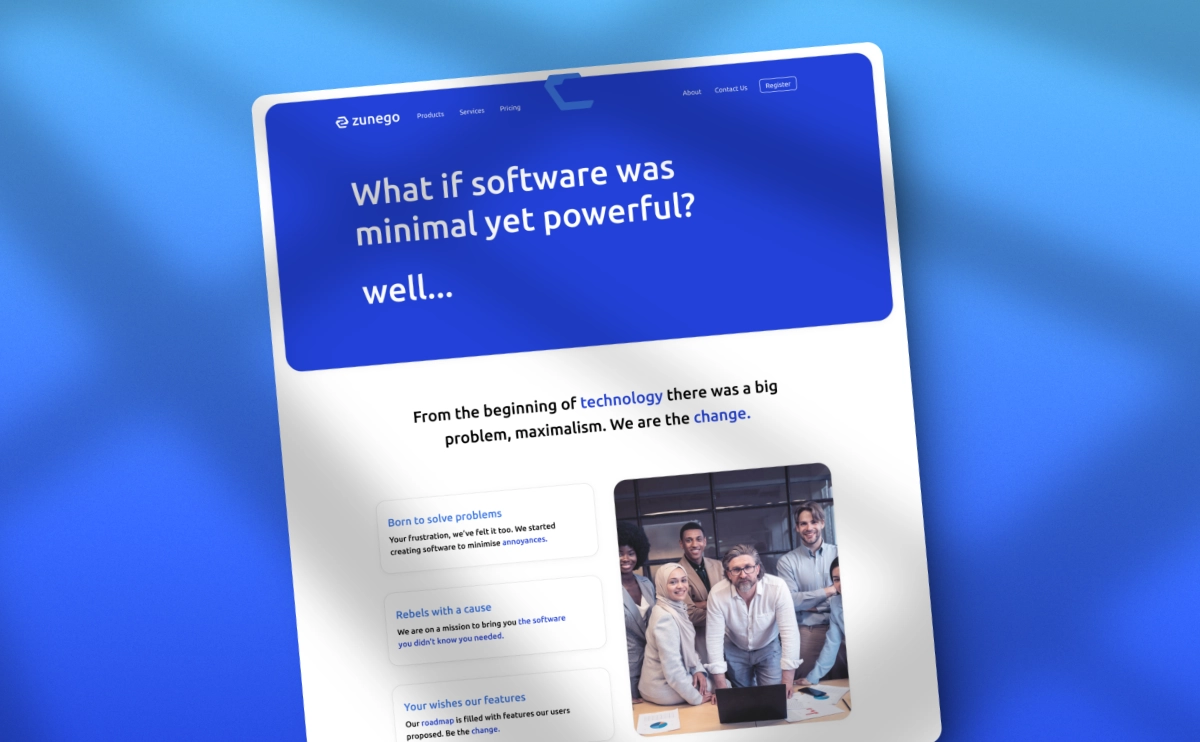 zunego
Products
Services
Pricing
About
Contact Us
Register
What if software was
minimal yet powerful?
well...
From the beginning of technology there was a big
problem, maximalism. We are the change.
Born to solve problems
Your frustration, we've felt it too. We started
creating software to minimise annoyances.
Rebels with a cause
We are on a mission to bring you the software
you didn't know you needed.
Your wishes our features
Our roadmap is filled with features our users
proposed. Be the change.